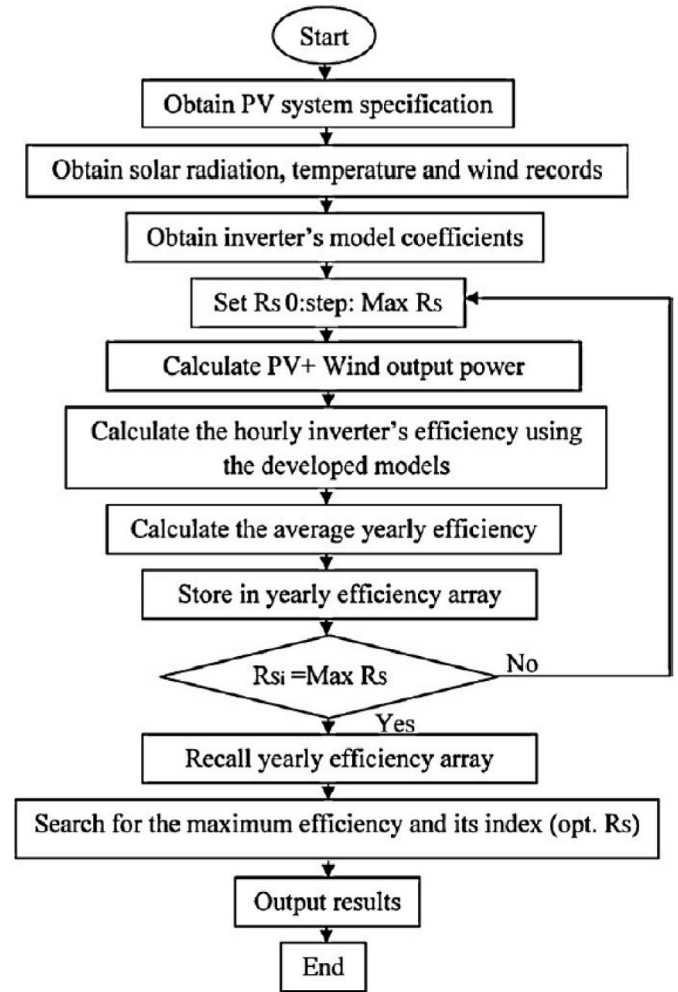 Start
Obtain PV system specification
Obtain solar radiation, temperature and wind records
Obtain inverter's model coefficients
Set Rs 0:step: Max Rs
Calculate PV+ Wind output power
Calculate the hourly inverter's efficiency using
the developed models
Calculate the average yearly efficiency
Store in yearly efficiency array
Rsi =Max Rs
No
Yes
Recall yearly efficiency array
Search for the maximum efficiency and its index (opt. Rs)
Output results
End